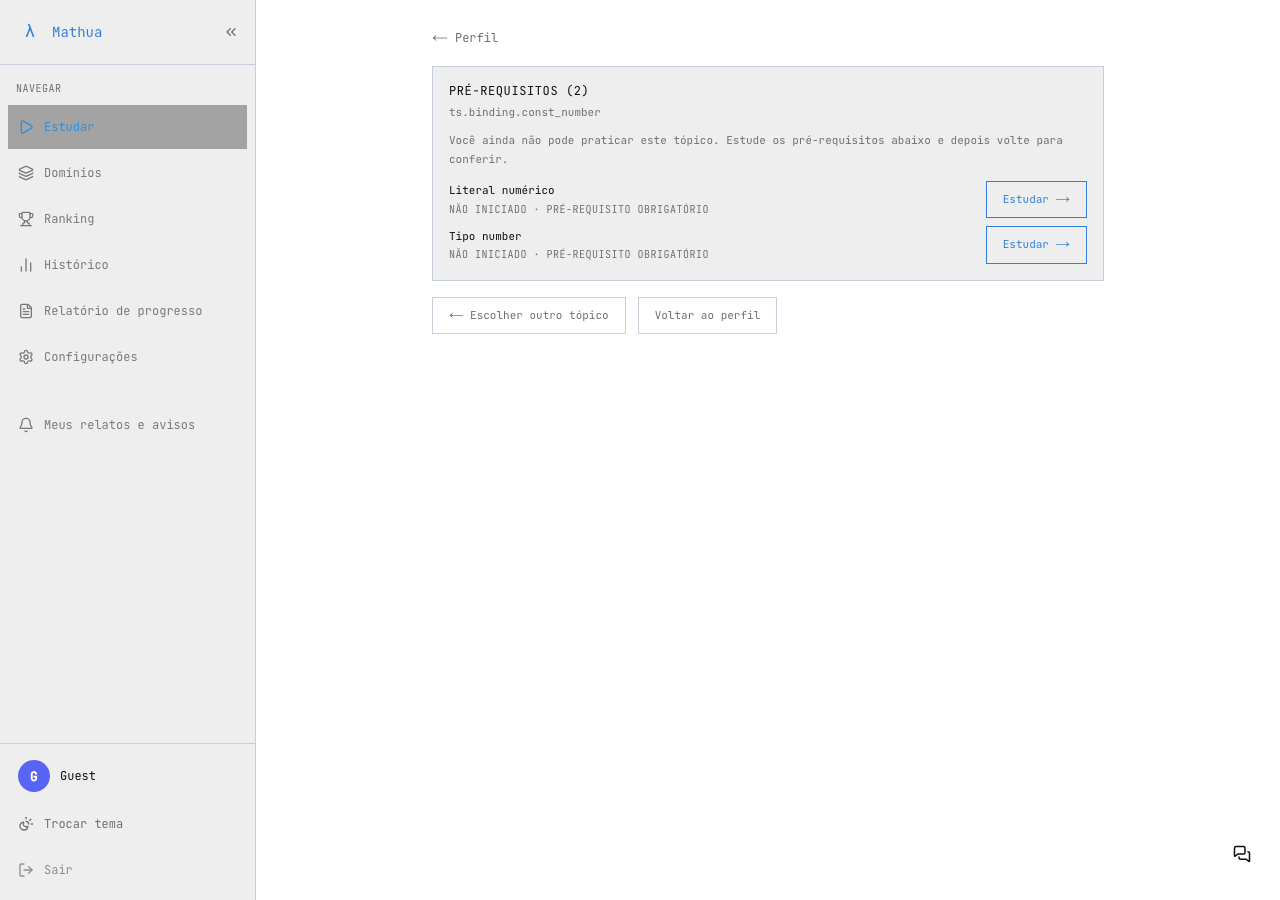 λ Mathua
NAVEGAR
Estudar
Domínios
Ranking
Histórico
Relatório de progresso
Configurações
Meus relatos e avisos
G Guest
Trocar tema
Sair
← Perfil
PRÉ-REQUISITOS (2)
ts.binding.const_number
Você ainda não pode praticar este tópico. Estude os pré-requisitos abaixo e depois volte para
conferir.
Literal numérico
NÃO INICIADO · PRÉ-REQUISITO OBRIGATÓRIO
Estudar →
Tipo number
NÃO INICIADO · PRÉ-REQUISITO OBRIGATÓRIO
Estudar →
← Escolher outro tópico
Voltar ao perfil